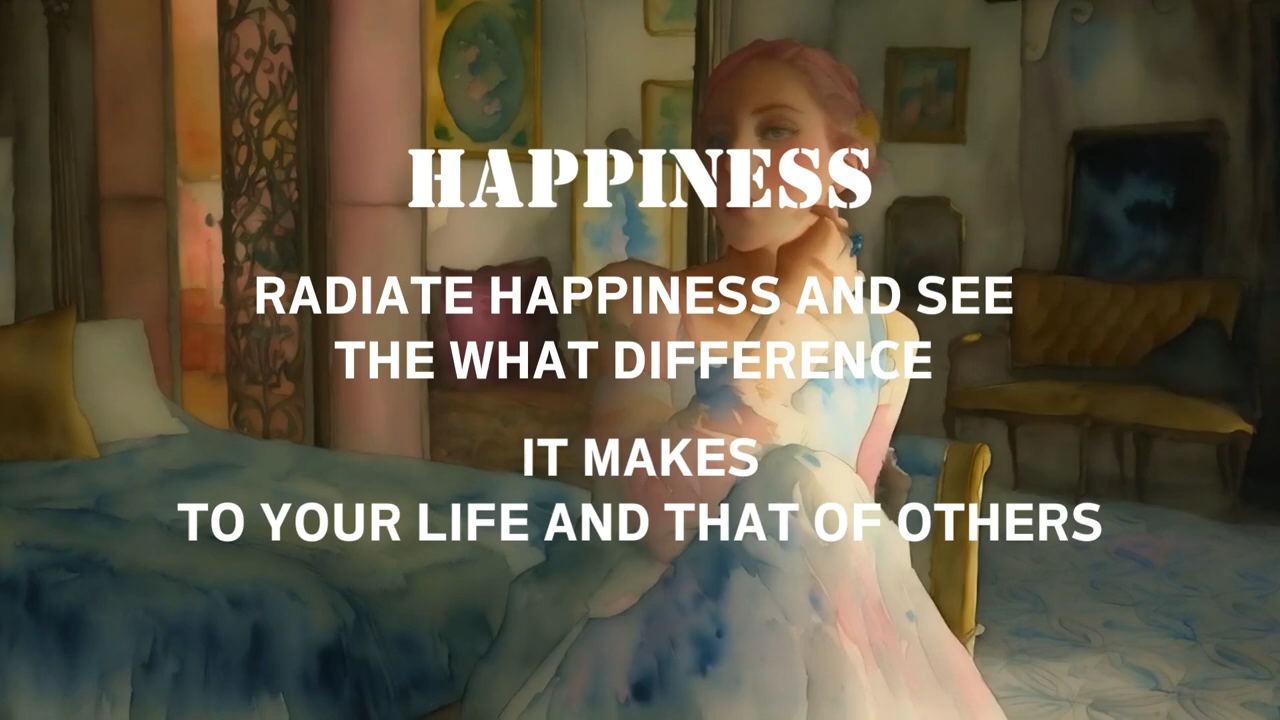 HAPPINESS
RADIATE HAPPINESS AND SEE
THE WHAT DIFFERENCE
IT MAKES
TO YOUR LIFE AND THAT OF OTHERS